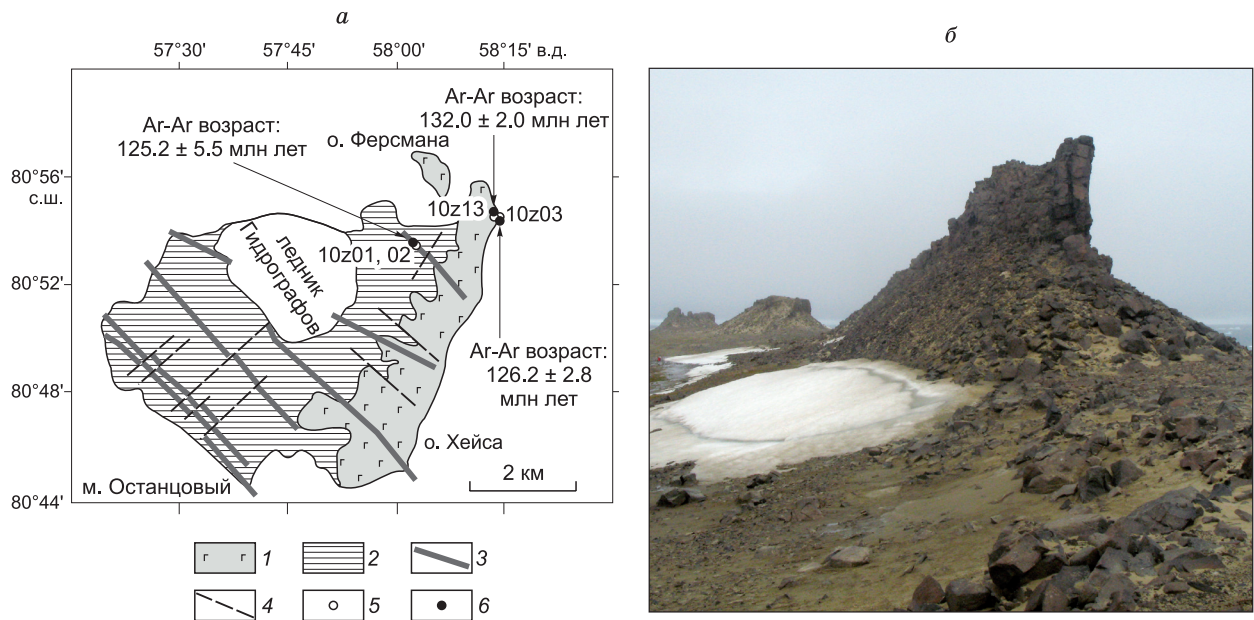 а
б
57°30' 57°45' 58°00' 58°15' в.д.
Ar-Ar возраст:
132.0 ± 2.0 млн лет
Ar-Ar возраст:
125.2 ± 5.5 млн лет
о. Ферсмана
80°56'
с.ш.
10z13
10z03
10z01, 02
ледник
Гидрографов
80°52'
Ar-Ar возраст:
126.2 ± 2.8
млн лет
80°48'
о. Хейса
2 км
м. Останцовый
80°44'
г г 1 2 3
4 5 6